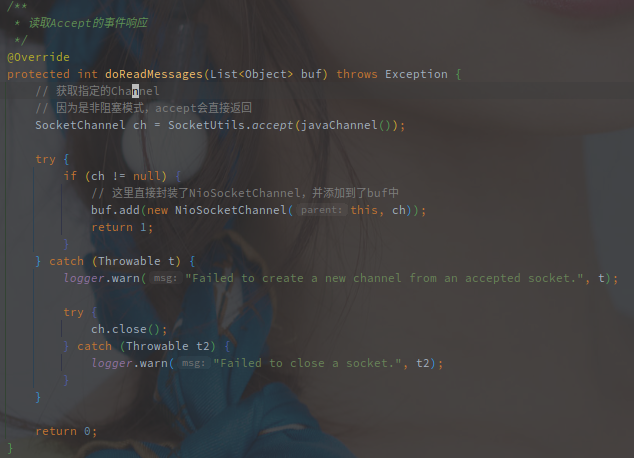 /**
 * 读取Accept的事件响应
 */
@Override
protected int doReadMessages(List<Object> buf) throws Exception {
    // 获取指定的Channel
    // 因为是非阻塞模式，accept会直接返回
    SocketChannel ch = SocketUtils.accept(javaChannel());

    try {
        if (ch != null) {
            // 这里直接封装了NioSocketChannel，并添加到了buf中
            buf.add(new NioSocketChannel( parent: this, ch));
            return 1;
        }
    } catch (Throwable t) {
        logger.warn( msg: "Failed to create a new channel from an accepted socket.", t);

        try {
            ch.close();
        } catch (Throwable t2) {
            logger.warn( msg: "Failed to close a socket.", t2);
        }
    }

    return 0;
}